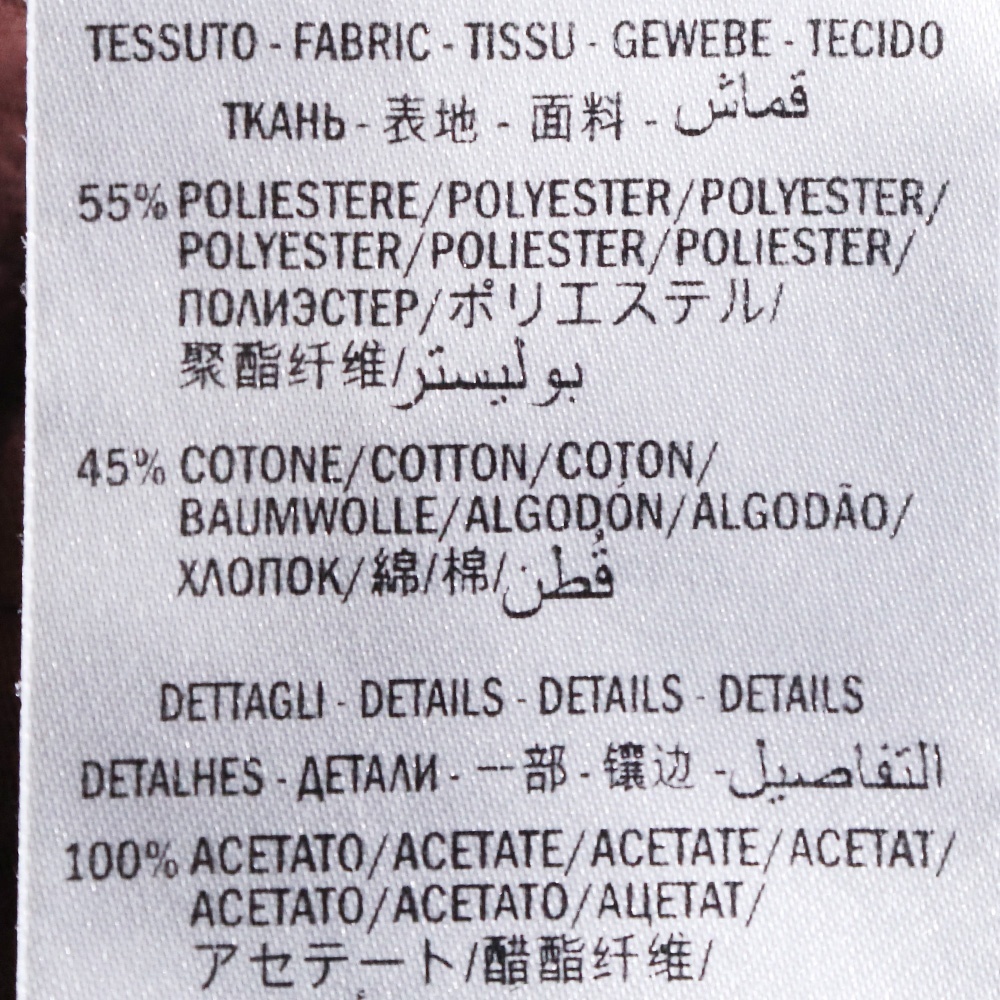 TESSUTO - FABRIC - TISSU - GEWEBE - TECIDO
ТКАНЬ - 表地 - 面料 - قماش
55% POLIESTERE/POLYESTER/POLYESTER/
POLYESTER/POLIESTER/POLIESTER/
ПОЛИЭСТЕР/ポリエステル/
聚酯纤维/بو ليستر
45% COTONE/COTTON/COTON/
BAUMWOLLE/ALGODÓN/ALGODÃO/
ХЛОПОК/綿/棉/قُطن
DETTAGLI - DETAILS - DETAILS - DETAILS
DETALHES - ДЕТАЛИ - 一部 - 镶边 - التفاصيل
100% ACETATO/ACETATE/ACETATE/ACETAT/
ACETATO/ACETATO/АЦЕТАТ/
アセテート/醋酯纤维/